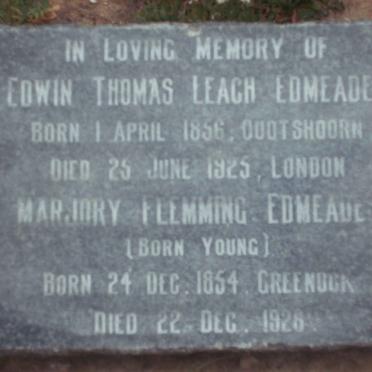 IN LOVING MEMORY OF
EDWIN THOMAS LEACH EDMEADE
BORN 1 APRIL 1856, OUDTSHOORN
DIED 25 JUNE 1925, LONDON
MARJORY FLEMMING EDMEADE
(BORN YOUNG)
BORN 24 DEC. 1854, GREENOCK
DIED 22 DEC. 1928